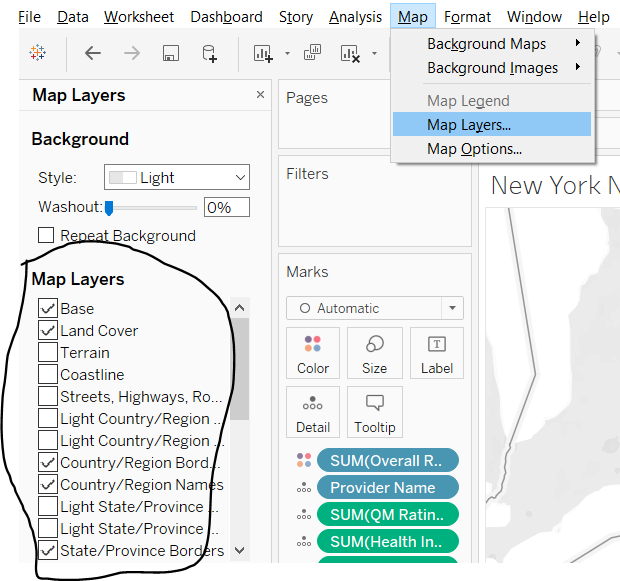 File Data Worksheet Dashboard Story Analysis Map Format Window Help
Background Maps
Background Images
Map Legend
Map Layers...
Map Options...
Map Layers
Background
Style: Light
Washout: 0%
Repeat Background
Map Layers
Base
Land Cover
Terrain
Coastline
Streets, Highways, Ro...
Light Country/Region ...
Light Country/Region ...
Country/Region Bord...
Country/Region Names
Light State/Province ...
Light State/Province ...
State/Province Borders
Pages
Filters
Marks
Automatic
Color Size Label
Detail Tooltip
SUM(Overall R..
Provider Name
SUM(QM Ratin..
SUM(Health In..
New York N